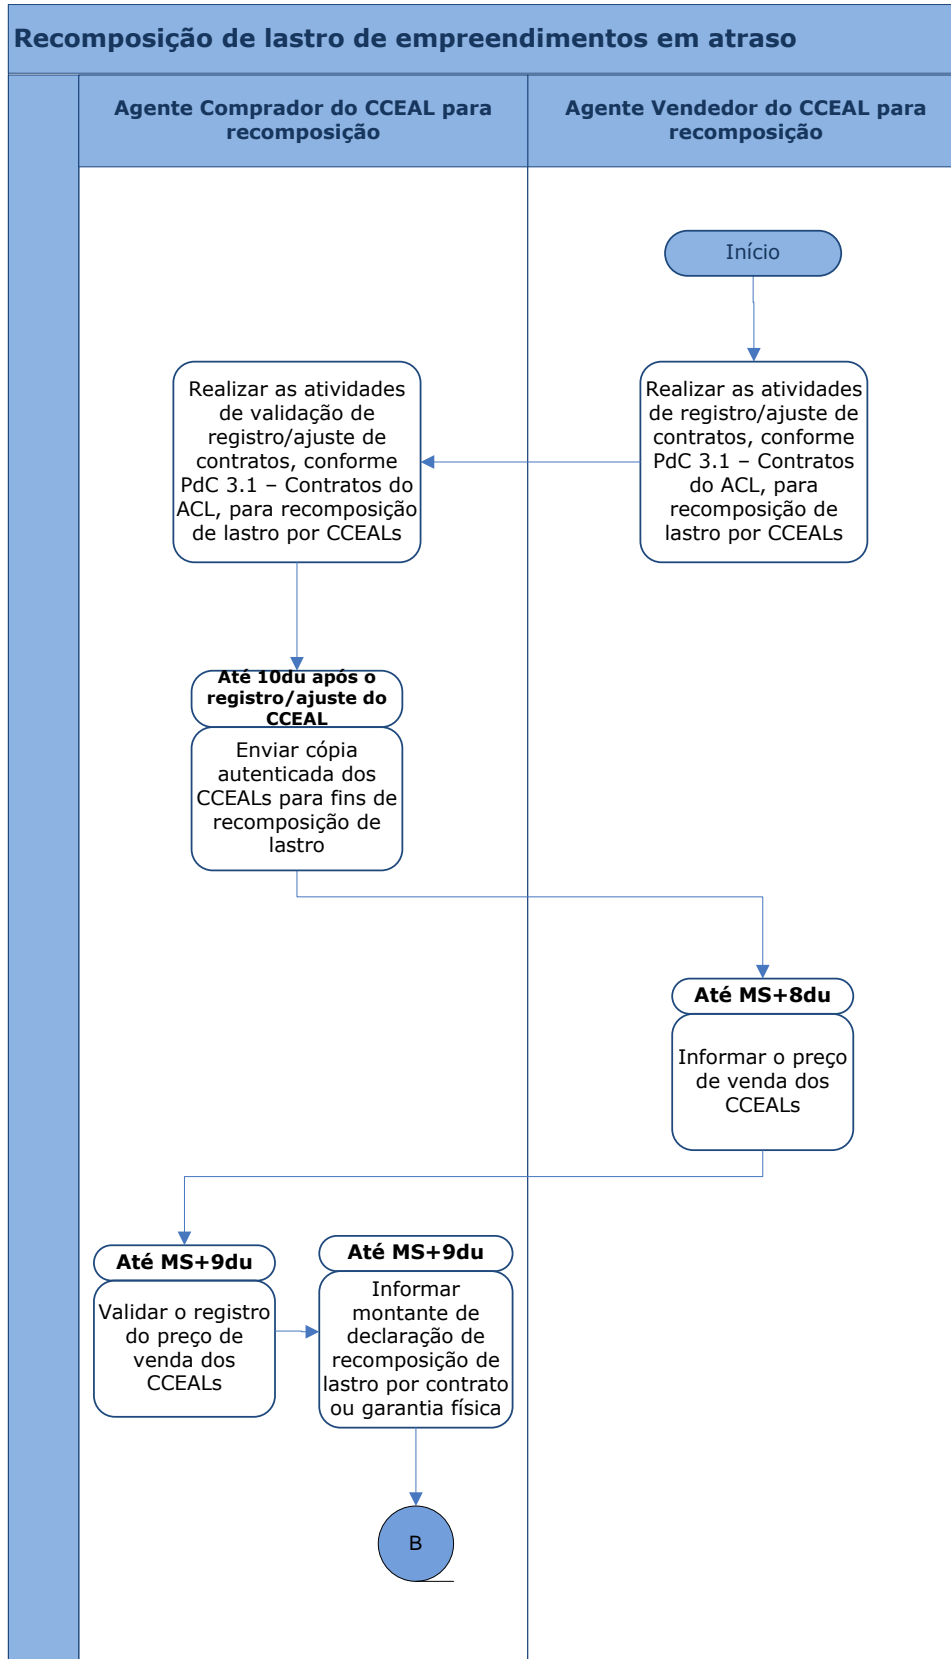 Recomposição de lastro de empreendimentos em atraso
Agente Comprador do CCEAL para
recomposição
Agente Vendedor do CCEAL para
recomposição
Início
Realizar as atividades
de registro/ajuste de
contratos, conforme
PdC 3.1 – Contratos
do ACL, para
recomposição de
lastro por CCEALs
Realizar as atividades
de validação de
registro/ajuste de
contratos, conforme
PdC 3.1 – Contratos do
ACL, para recomposição
de lastro por CCEALs
Até 10du após o
registro/ajuste do
CCEAL
Enviar cópia
autenticada dos
CCEALs para fins de
recomposição de
lastro
Até MS+8du
Informar o preço
de venda dos
CCEALs
Até MS+9du
Validar o registro
do preço de
venda dos
CCEALs
Até MS+9du
Informar
montante de
declaração de
recomposição de
lastro por contrato
ou garantia física
B